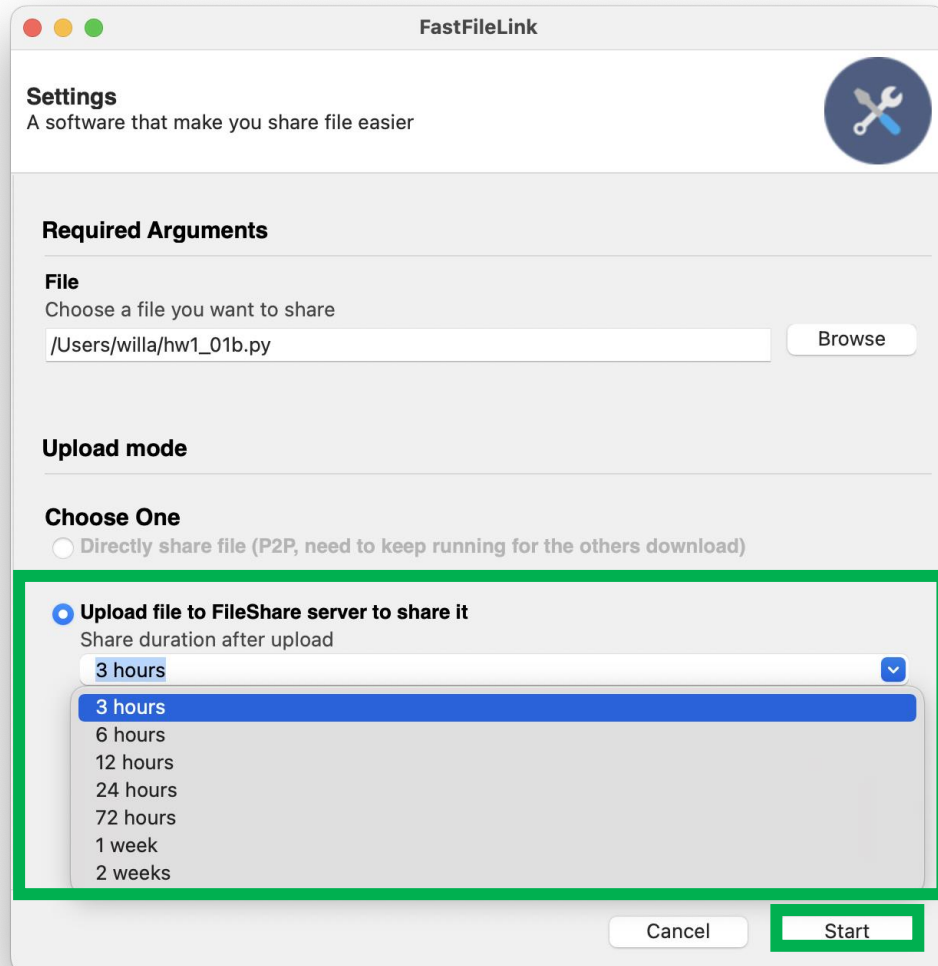 FastFileLink
Settings
A software that make you share file easier
Required Arguments
File
Choose a file you want to share
/Users/willa/hw1_01b.py
Browse
Upload mode
Choose One
Directly share file (P2P, need to keep running for the others download)
Upload file to FileShare server to share it
Share duration after upload
3 hours
3 hours
6 hours
12 hours
24 hours
72 hours
1 week
2 weeks
Cancel
Start